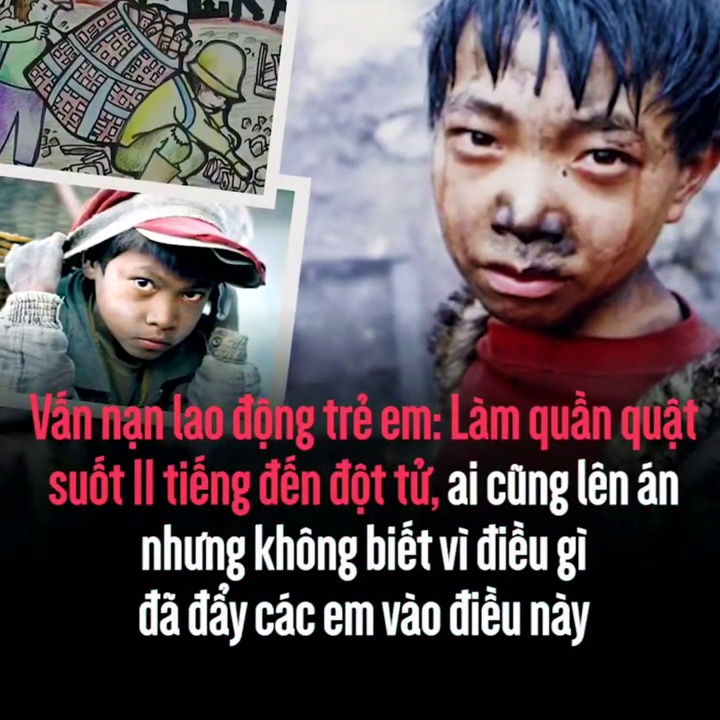 Vấn nạn lao động trẻ em: Làm quần quật
suốt 11 tiếng đến đột tử, ai cũng lên án
nhưng không biết vì điều gì
đã đẩy các em vào điều này